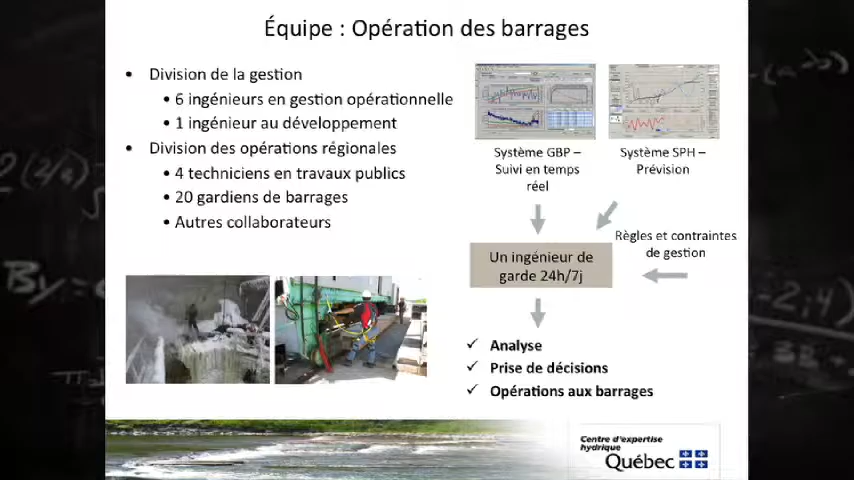 Équipe : Opération des barrages
• Division de la gestion
• 6 ingénieurs en gestion opérationnelle
• 1 ingénieur au développement
• Division des opérations régionales
• 4 techniciens en travaux publics
• 20 gardiens de barrages
• Autres collaborateurs
Système GBP –
Suivi en temps
réel
Système SPH –
Prévision
Règles et contraintes
de gestion
Un ingénieur de
garde 24h/7j
✓ Analyse
✓ Prise de décisions
✓ Opérations aux barrages
Centre d'expertise
hydrique
Québec
By=
-2,4)